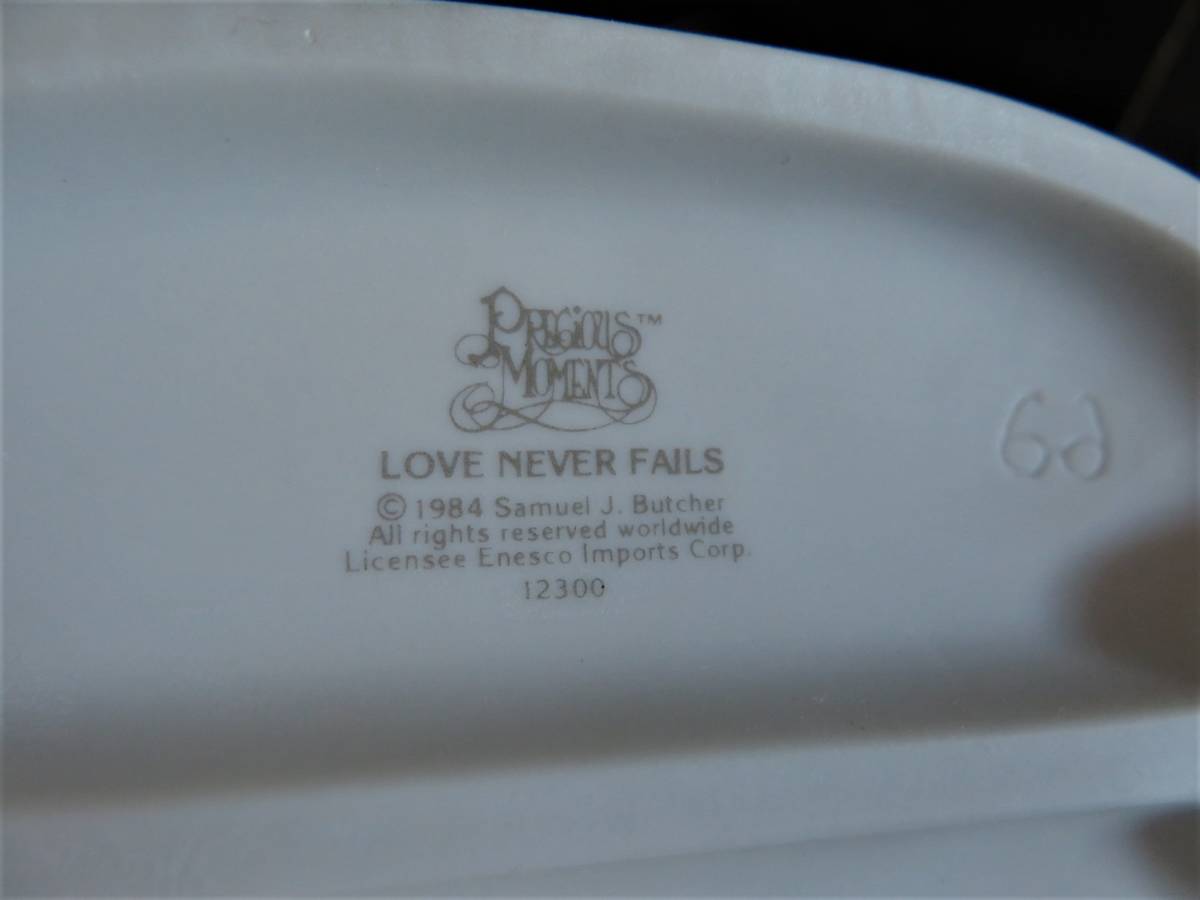 PRECIOUS™
MOMENTS
LOVE NEVER FAILS
© 1984 Samuel J. Butcher
All rights reserved worldwide
Licensee Enesco Imports Corp.
12300